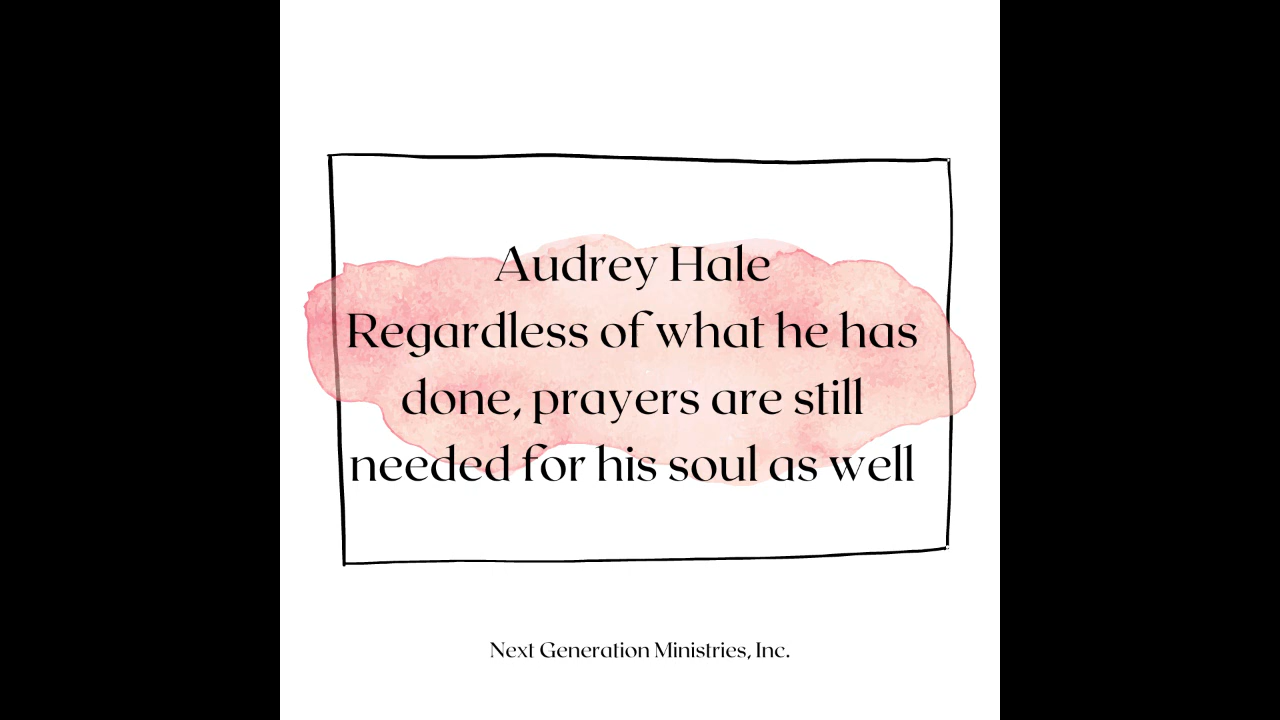 Audrey Hale
Regardless of what he has
done, prayers are still
needed for his soul as well
Next Generation Ministries, Inc.